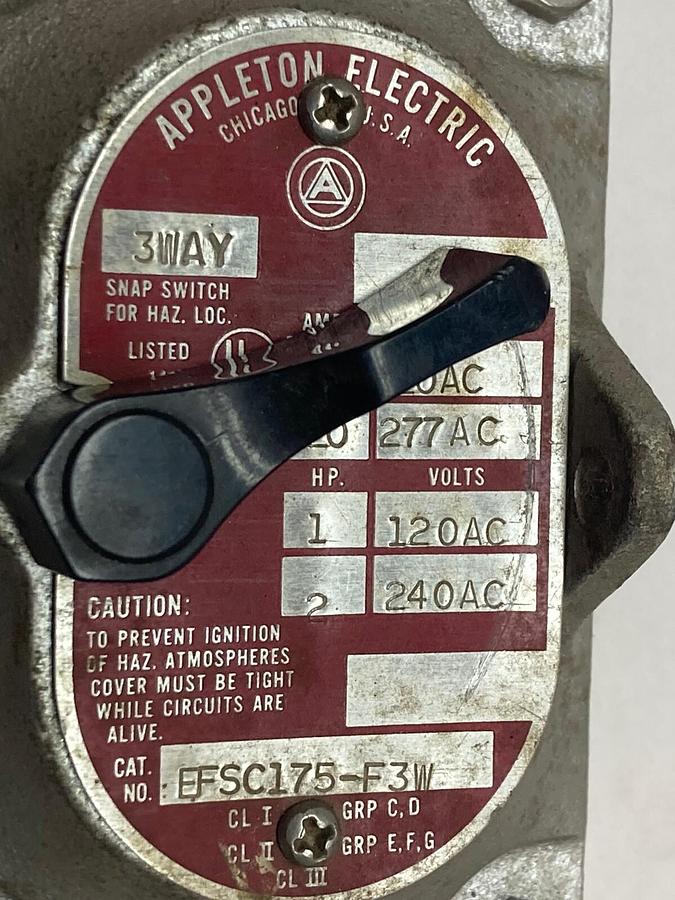 APPLETON ELECTRIC
CHICAGO U.S.A.
A
3WAY
SNAP SWITCH
FOR HAZ. LOC.
LISTED
277AC
HP. VOLTS
1 120AC
2 240AC
CAUTION:
TO PREVENT IGNITION
OF HAZ. ATMOSPHERES
COVER MUST BE TIGHT
WHILE CIRCUITS ARE
ALIVE.
CAT. NO. EFSC175-F3W
CL I GRP C,D
CL II GRP E,F,G
CL III